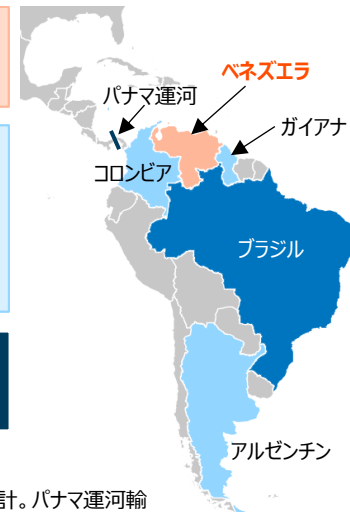 ベネズエラ
パナマ運河
ガイアナ
コロンビア
ブラジル
アルゼンチン
計。パナマ運河輸